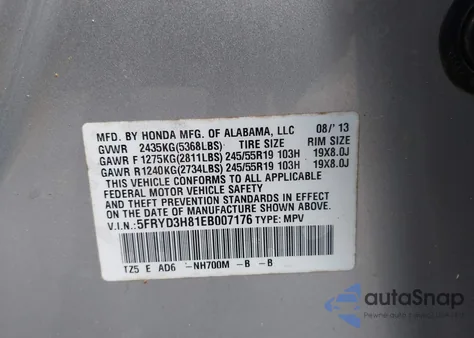 MFD. BY HONDA MFG. OF ALABAMA, LLC 08/'13
GVWR 2435KG(5368LBS) TIRE SIZE RIM SIZE
GAWR F 1275KG(2811LBS) 245/55R19 103H 19X8.0J
GAWR R 1240KG(2734LBS) 245/55R19 103H 19X8.0J
THIS VEHICLE CONFORMS TO ALL APPLICABLE
FEDERAL MOTOR VEHICLE SAFETY
AND THEFT PREVENTION STANDARDS IN EFFECT
ON THE DATE OF MANUFACTURE SHOWN ABOVE.
V.I.N.: 5FRYD3H81EB007176 TYPE: MPV
TZ5 E AD6 -NH700M -B -B
autoSnap